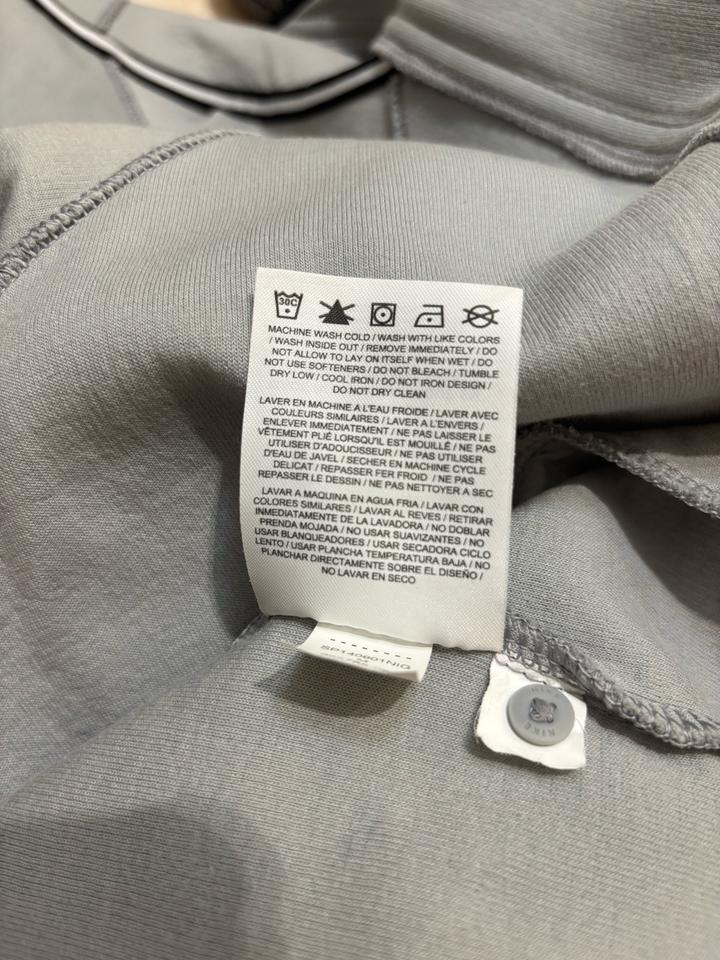 30C
MACHINE WASH COLD / WASH WITH LIKE COLORS
/ WASH INSIDE OUT / REMOVE IMMEDIATELY / DO
NOT ALLOW TO LAY ON ITSELF WHEN WET / DO
NOT USE SOFTENERS / DO NOT BLEACH / TUMBLE
DRY LOW / COOL IRON / DO NOT IRON DESIGN /
DO NOT DRY CLEAN
LAVER EN MACHINE A L'EAU FROIDE / LAVER AVEC
COULEURS SIMILAIRES / LAVER A L'ENVERS /
ENLEVER IMMEDIATEMENT / NE PAS LAISSER LE
VÊTEMENT PLIÉ LORSQU'IL EST MOUILLÉ / NE PAS
UTILISER D'ADOUCISSEUR / NE PAS UTILISER
D'EAU DE JAVEL / SECHER EN MACHINE CYCLE
DELICAT / REPASSER FER FROID / NE PAS
REPASSER LE DESSIN / NE PAS NETTOYER A SEC
LAVAR A MAQUINA EN AGUA FRIA / LAVAR CON
COLORES SIMILARES / LAVAR AL REVES / RETIRAR
INMEDIATAMENTE DE LA LAVADORA / NO DOBLAR
PRENDA MOJADA / NO USAR SUAVIZANTES / NO
USAR BLANQUEADORES / USAR SECADORA CICLO
LENTO / USAR PLANCHA TEMPERATURA BAJA / NO
PLANCHAR DIRECTAMENTE SOBRE EL DISEÑO /
NO LAVAR EN SECO
SP140601NIG
NIKE